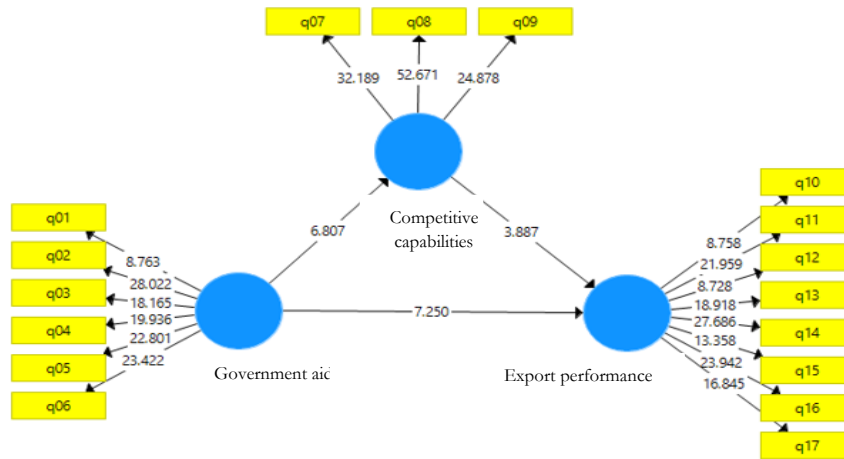 q07
q08
q09
32.189
52.671
24.878
Competitive
capabilities
q01
q02
q03
q04
q05
q06
8.763
28.022
18.165
19.936
22.801
23.422
Government aid
6.807
3.887
7.250
Export performance
8.758
21.959
8.728
18.918
27.686
13.358
23.942
16.845
q10
q11
q12
q13
q14
q15
q16
q17